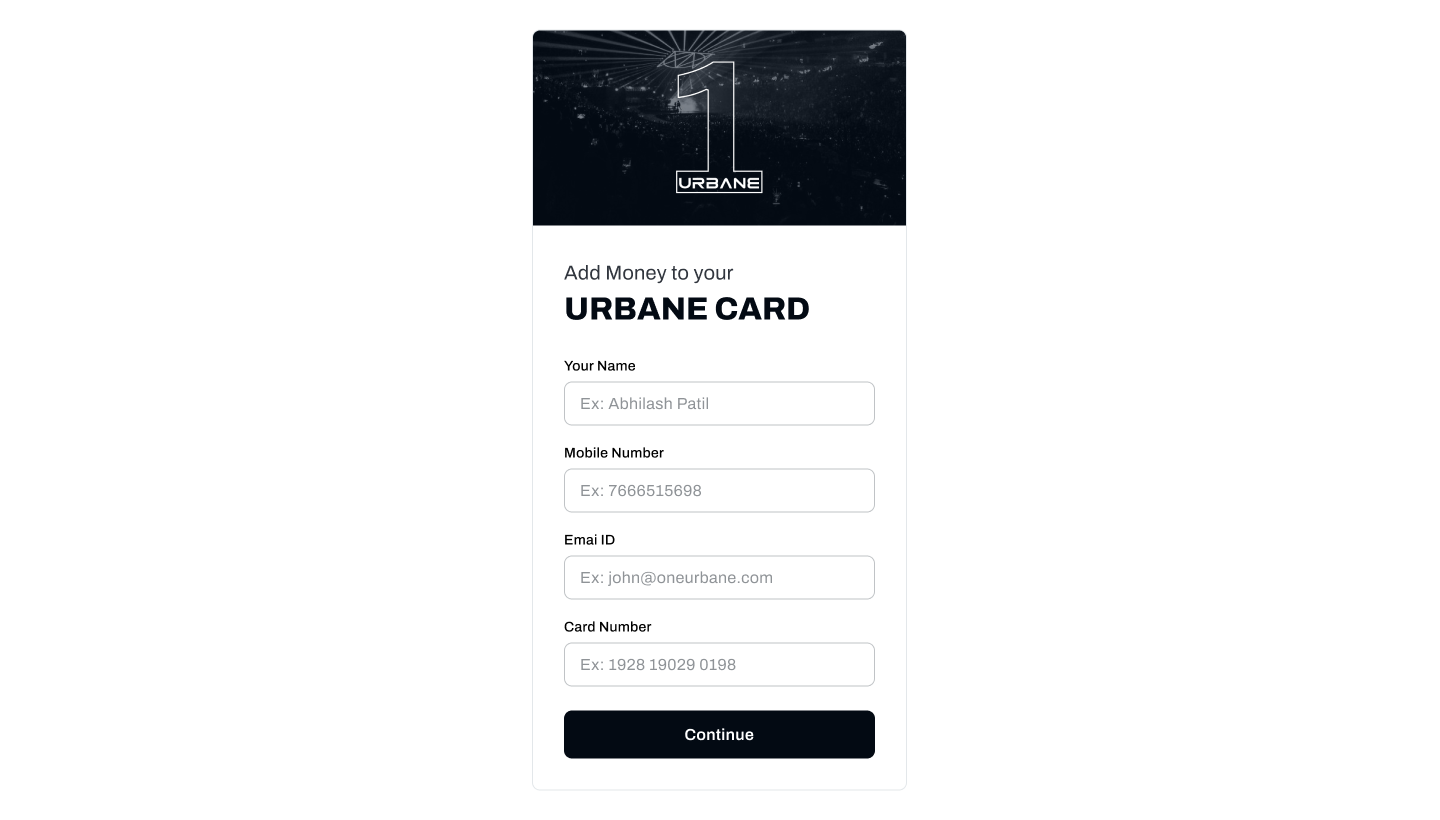 1
URBANE
Add Money to your
URBANE CARD
Your Name
Ex: Abhilash Patil
Mobile Number
Ex: 7666515698
Emai ID
Ex: john@oneurbane.com
Card Number
Ex: 1928 19029 0198
Continue